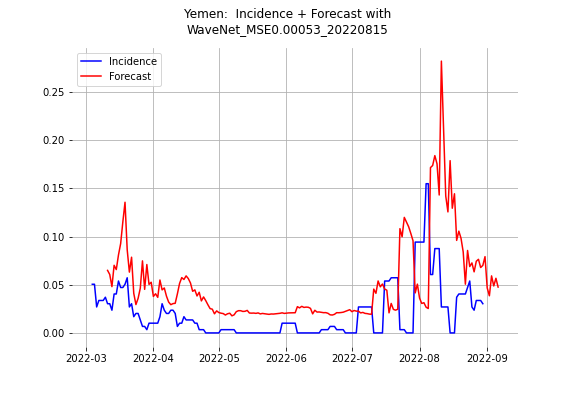 Yemen:  Incidence + Forecast with
WaveNet_MSE0.00053_20220815
Incidence
Forecast
0.25
0.20
0.15
0.10
0.05
0.00
2022-03 2022-04 2022-05 2022-06 2022-07 2022-08 2022-09